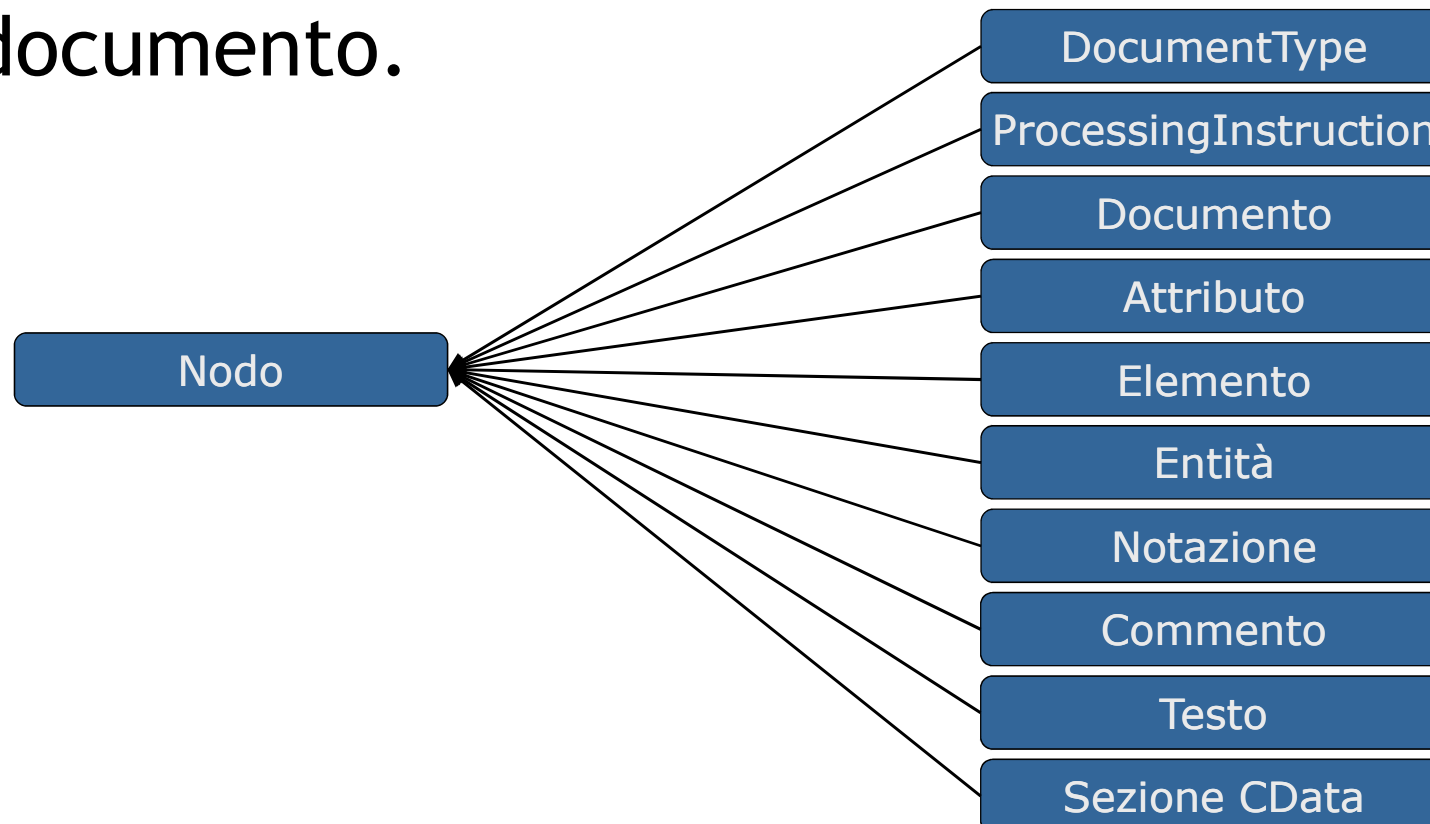 documento.
DocumentType
ProcessingInstruction
Documento
Attributo
Elemento
Nodo
Entità
Notazione
Commento
Testo
Sezione CData